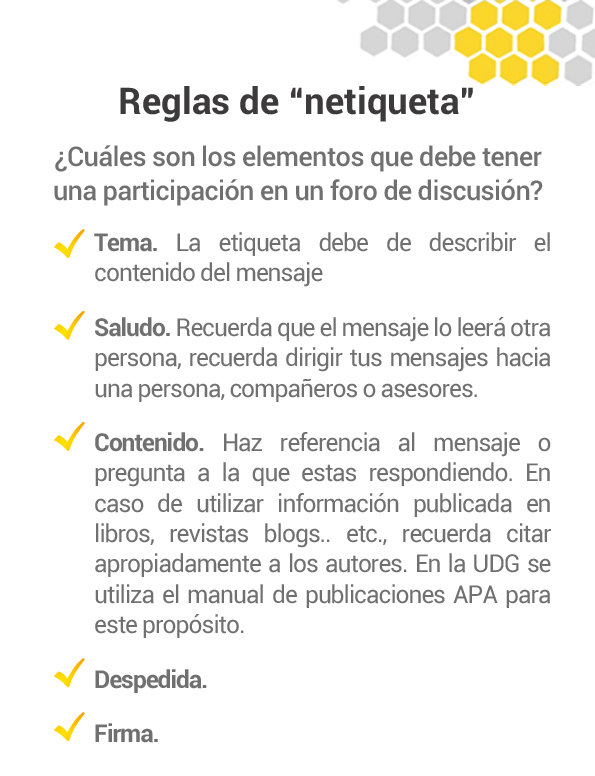 Reglas de “netiqueta”
¿Cuáles son los elementos que debe tener
una participación en un foro de discusión?
Tema. La etiqueta debe de describir el
contenido del mensaje
Saludo. Recuerda que el mensaje lo leerá otra
persona, recuerda dirigir tus mensajes hacia
una persona, compañeros o asesores.
Contenido. Haz referencia al mensaje o
pregunta a la que estas respondiendo. En
caso de utilizar información publicada en
libros, revistas blogs.. etc., recuerda citar
apropiadamente a los autores. En la UDG se
utiliza el manual de publicaciones APA para
este propósito.
Despedida.
Firma.